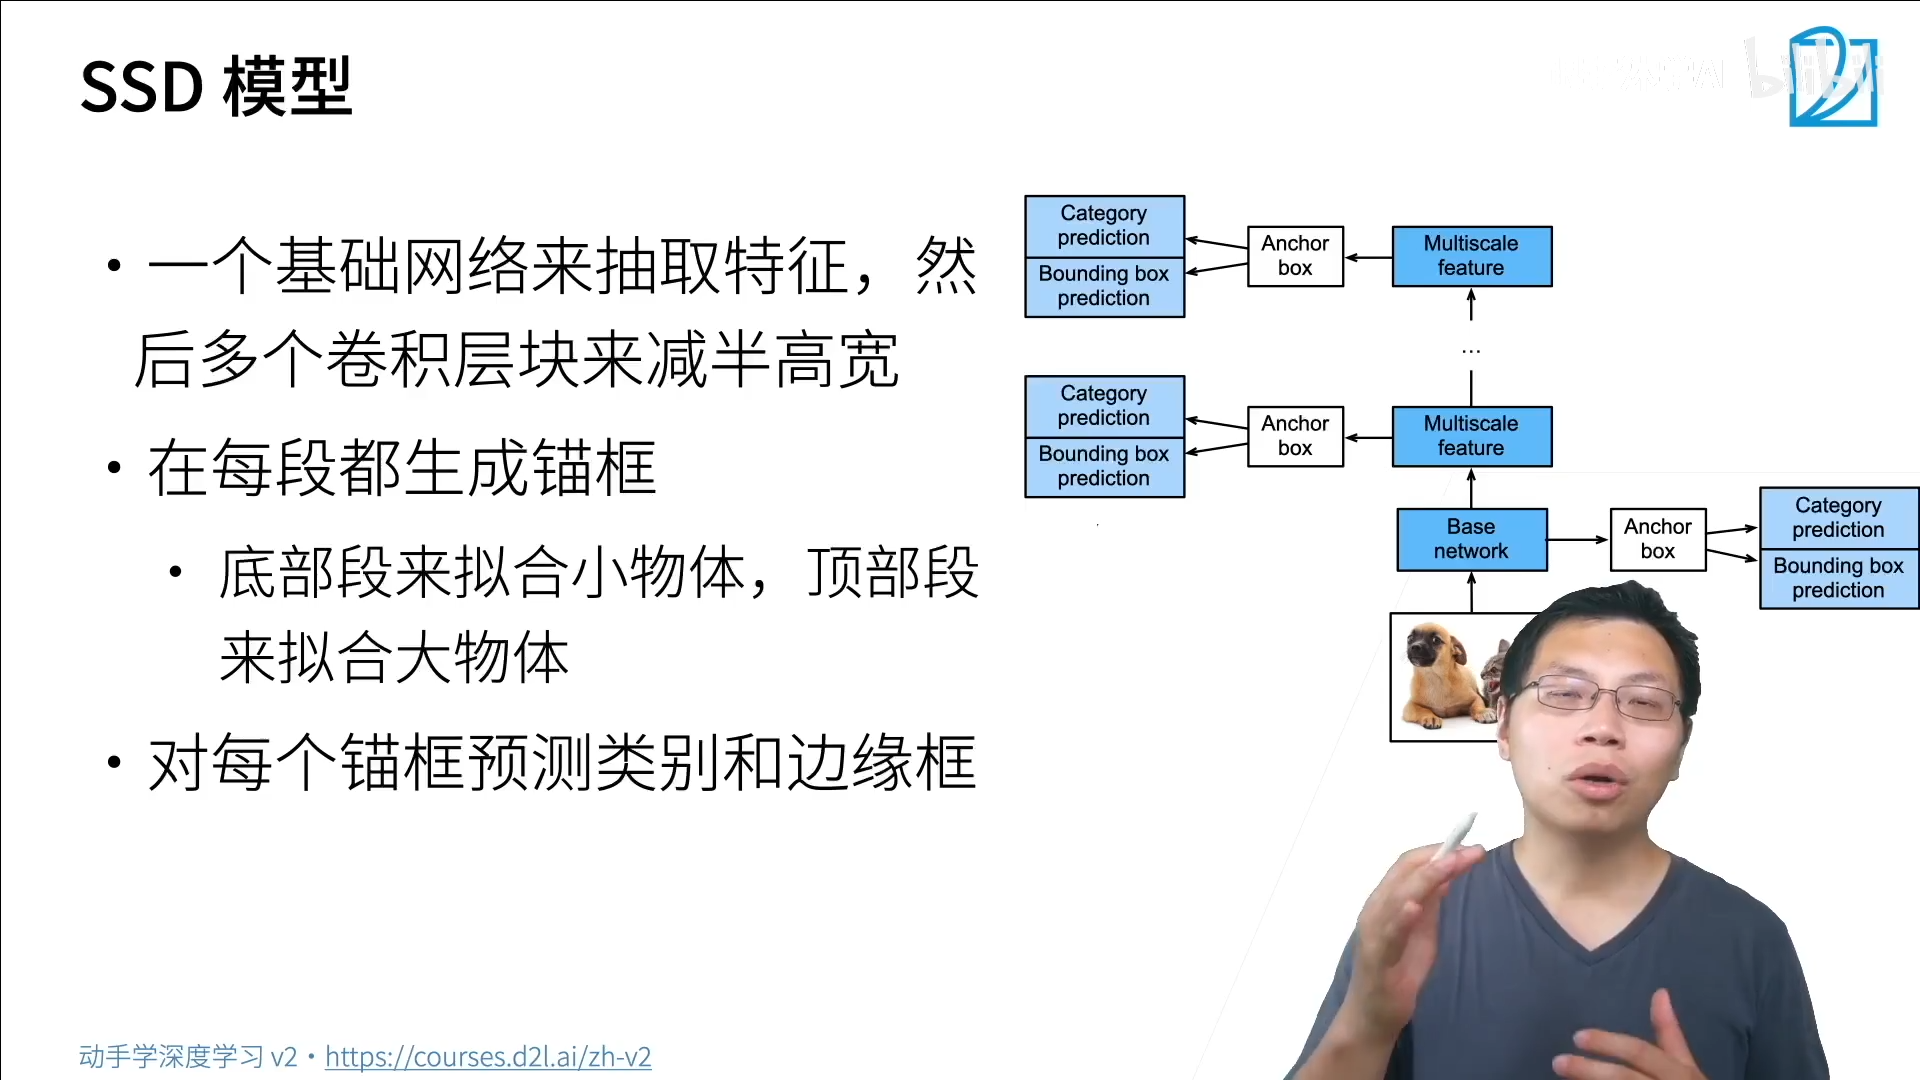 SSD 模型
• 一个基础网络来抽取特征，然
后多个卷积层块来减半高宽
• 在每段都生成锚框
• 底部段来拟合小物体，顶部段
来拟合大物体
• 对每个锚框预测类别和边缘框
Category
prediction
Bounding box
prediction
Anchor
box
Multiscale
feature
...
Category
prediction
Bounding box
prediction
Anchor
box
Multiscale
feature
Base
network
Anchor
box
Category
prediction
Bounding box
prediction
动手学深度学习 v2 • https://courses.d2l.ai/zh-v2
bilibili